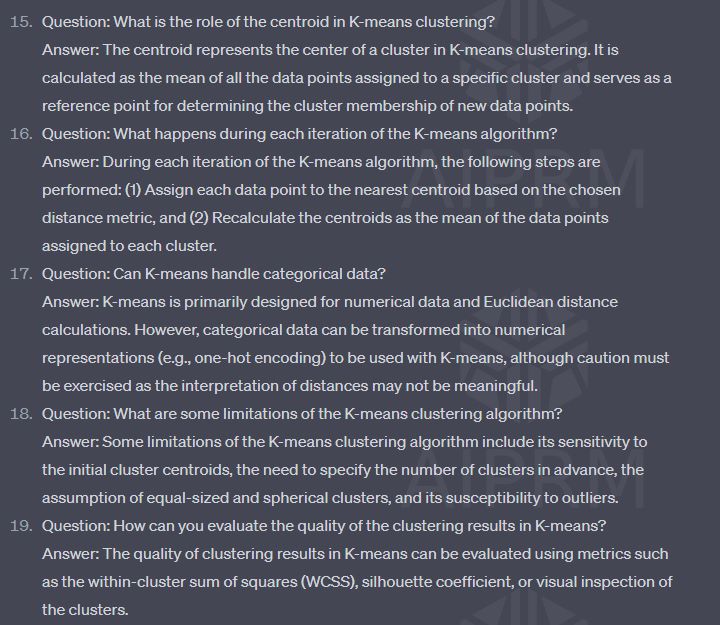 15. Question: What is the role of the centroid in K-means clustering?
Answer: The centroid represents the center of a cluster in K-means clustering. It is
calculated as the mean of all the data points assigned to a specific cluster and serves as a
reference point for determining the cluster membership of new data points.
16. Question: What happens during each iteration of the K-means algorithm?
Answer: During each iteration of the K-means algorithm, the following steps are
performed: (1) Assign each data point to the nearest centroid based on the chosen
distance metric, and (2) Recalculate the centroids as the mean of the data points
assigned to each cluster.
17. Question: Can K-means handle categorical data?
Answer: K-means is primarily designed for numerical data and Euclidean distance
calculations. However, categorical data can be transformed into numerical
representations (e.g., one-hot encoding) to be used with K-means, although caution must
be exercised as the interpretation of distances may not be meaningful.
18. Question: What are some limitations of the K-means clustering algorithm?
Answer: Some limitations of the K-means clustering algorithm include its sensitivity to
the initial cluster centroids, the need to specify the number of clusters in advance, the
assumption of equal-sized and spherical clusters, and its susceptibility to outliers.
19. Question: How can you evaluate the quality of the clustering results in K-means?
Answer: The quality of clustering results in K-means can be evaluated using metrics such
as the within-cluster sum of squares (WCSS), silhouette coefficient, or visual inspection of
the clusters.
AIPRM
AIPRM